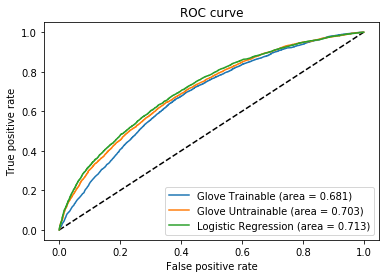 ROC curve
1.0
0.8
0.6
0.4
0.2
0.0
True positive rate
Glove Trainable (area = 0.681)
Glove Untrainable (area = 0.703)
Logistic Regression (area = 0.713)
0.0 0.2 0.4 0.6 0.8 1.0
False positive rate